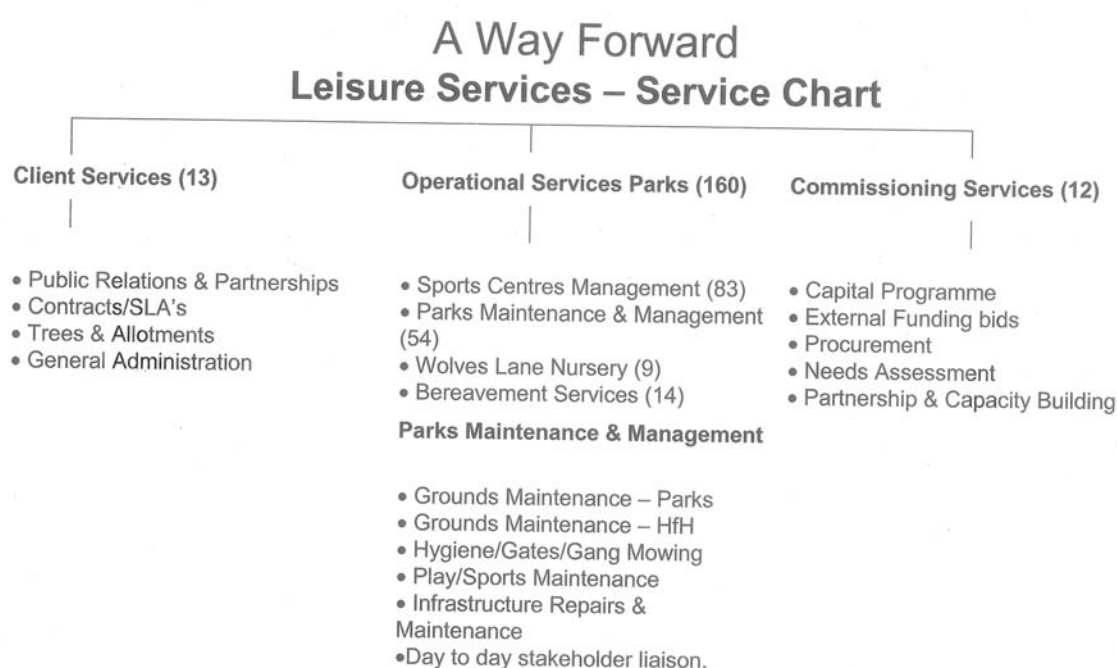 A Way Forward
Leisure Services – Service Chart
Client Services (13)
• Public Relations & Partnerships
• Contracts/SLA's
• Trees & Allotments
• General Administration
Operational Services Parks (160)
• Sports Centres Management (83)
• Parks Maintenance & Management
(54)
• Wolves Lane Nursery (9)
• Bereavement Services (14)
Parks Maintenance & Management
• Grounds Maintenance – Parks
• Grounds Maintenance – HfH
• Hygiene/Gates/Gang Mowing
• Play/Sports Maintenance
• Infrastructure Repairs &
Maintenance
•Day to day stakeholder liaison.
Commissioning Services (12)
• Capital Programme
• External Funding bids
• Procurement
• Needs Assessment
• Partnership & Capacity Building